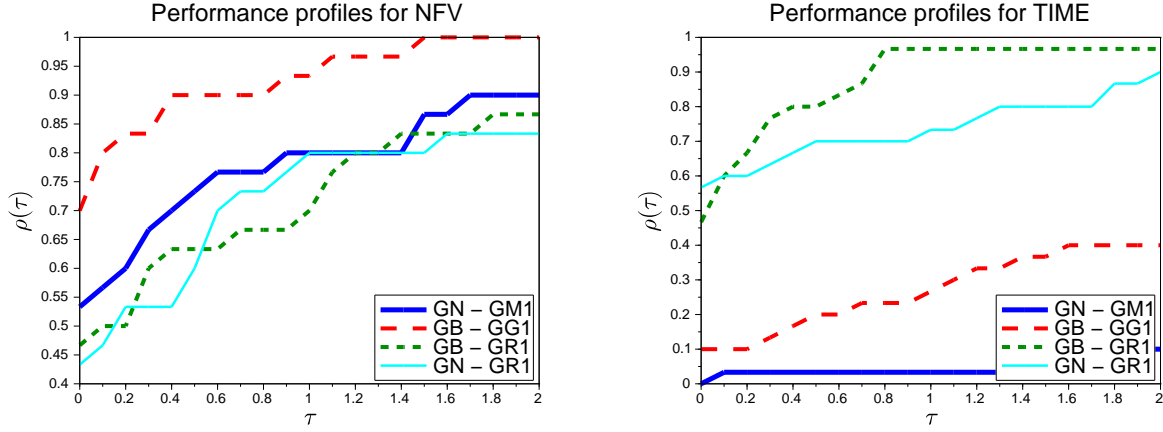 Performance profiles for NFV
1
0.95
0.9
0.85
0.8
0.75
0.7
0.65
0.6
0.55
0.5
0.45
0.4
ρ(τ)
0 0.2 0.4 0.6 0.8 1 1.2 1.4 1.6 1.8 2
τ
GN – GM1
GB – GG1
GB – GR1
GN – GR1
Performance profiles for TIME
1
0.9
0.8
0.7
0.6
0.5
0.4
0.3
0.2
0.1
0
ρ(τ)
0 0.2 0.4 0.6 0.8 1 1.2 1.4 1.6 1.8 2
τ
GN – GM1
GB – GG1
GB – GR1
GN – GR1